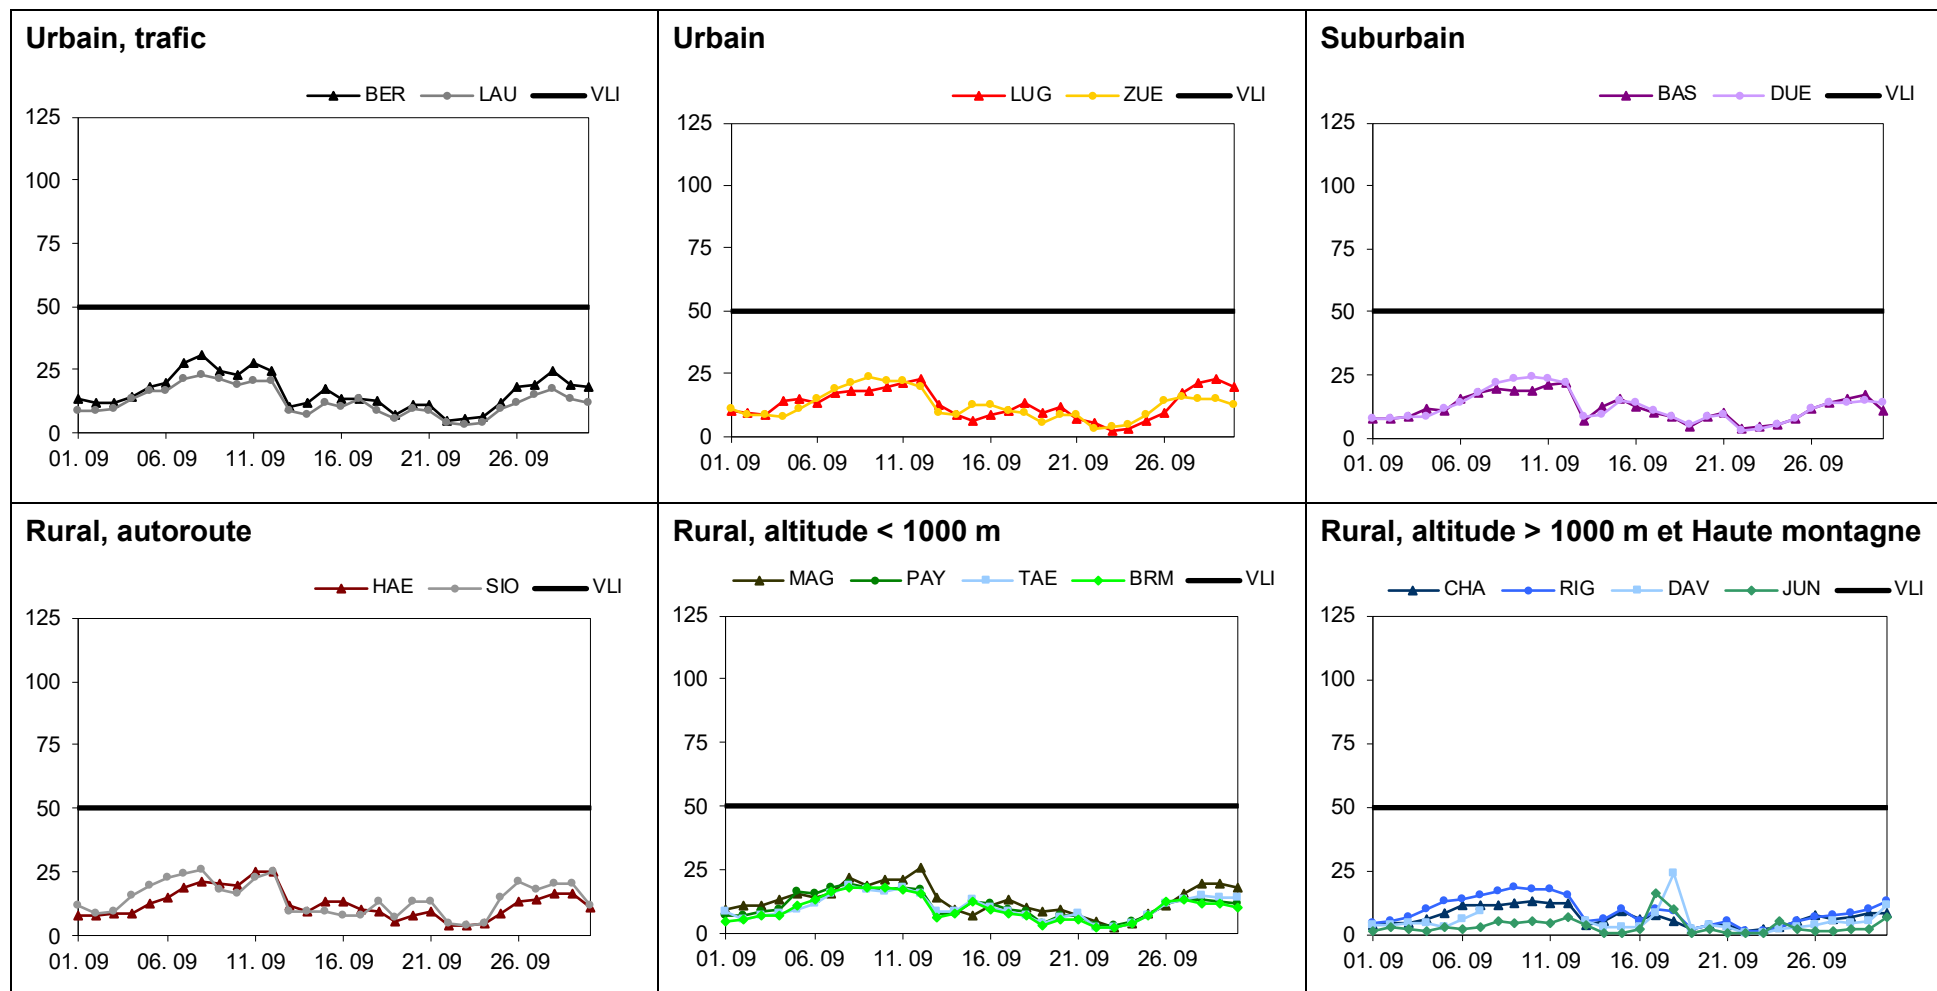 Urbain, trafic
BER LAU VLI
125
100
75
50
25
0
01. 09 06. 09 11. 09 16. 09 21. 09 26. 09
Urbain
LUG ZUE VLI
125
100
75
50
25
0
01. 09 06. 09 11. 09 16. 09 21. 09 26. 09
Suburbain
BAS DUE VLI
125
100
75
50
25
0
01. 09 06. 09 11. 09 16. 09 21. 09 26. 09
Rural, autoroute
HAE SIO VLI
125
100
75
50
25
0
01. 09 06. 09 11. 09 16. 09 21. 09 26. 09
Rural, altitude < 1000 m
MAG PAY TAE BRM VLI
125
100
75
50
25
0
01. 09 06. 09 11. 09 16. 09 21. 09 26. 09
Rural, altitude > 1000 m et Haute montagne
CHA RIG DAV JUN VLI
125
100
75
50
25
0
01. 09 06. 09 11. 09 16. 09 21. 09 26. 09